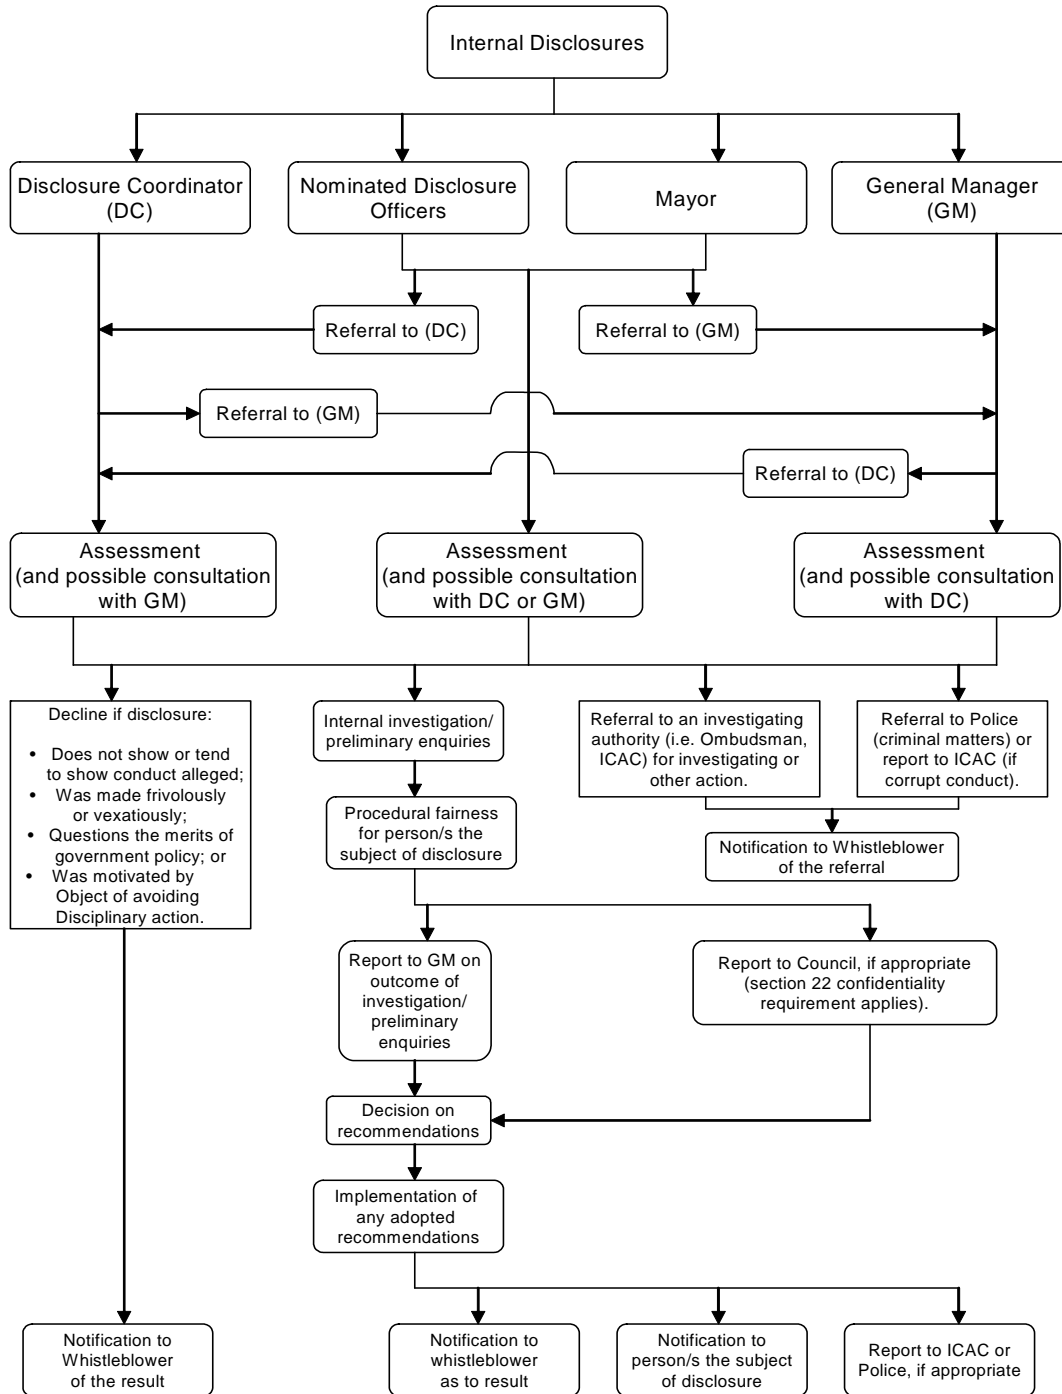 Internal Disclosures
Disclosure Coordinator
(DC)
Nominated Disclosure
Officers
Mayor
General Manager
(GM)
Referral to (DC)
Referral to (GM)
Referral to (GM)
Referral to (DC)
Assessment
(and possible consultation
with GM)
Assessment
(and possible consultation
with DC or GM)
Assessment
(and possible consultation
with DC)
Decline if disclosure:
• Does not show or tend
to show conduct alleged;
• Was made frivolously
or vexatiously;
• Questions the merits of
government policy; or
• Was motivated by
Object of avoiding
Disciplinary action.
Internal investigation/
preliminary enquiries
Referral to an investigating
authority (i.e. Ombudsman,
ICAC) for investigating or
other action.
Referral to Police
(criminal matters) or
report to ICAC (if
corrupt conduct).
Procedural fairness
for person/s the
subject of disclosure
Notification to Whistleblower
of the referral
Report to GM on
outcome of
investigation/
preliminary
enquiries
Report to Council, if appropriate
(section 22 confidentiality
requirement applies).
Decision on
recommendations
Implementation of
any adopted
recommendations
Notification to
Whistleblower
of the result
Notification to
whistleblower
as to result
Notification to
person/s the subject
of disclosure
Report to ICAC or
Police, if appropriate